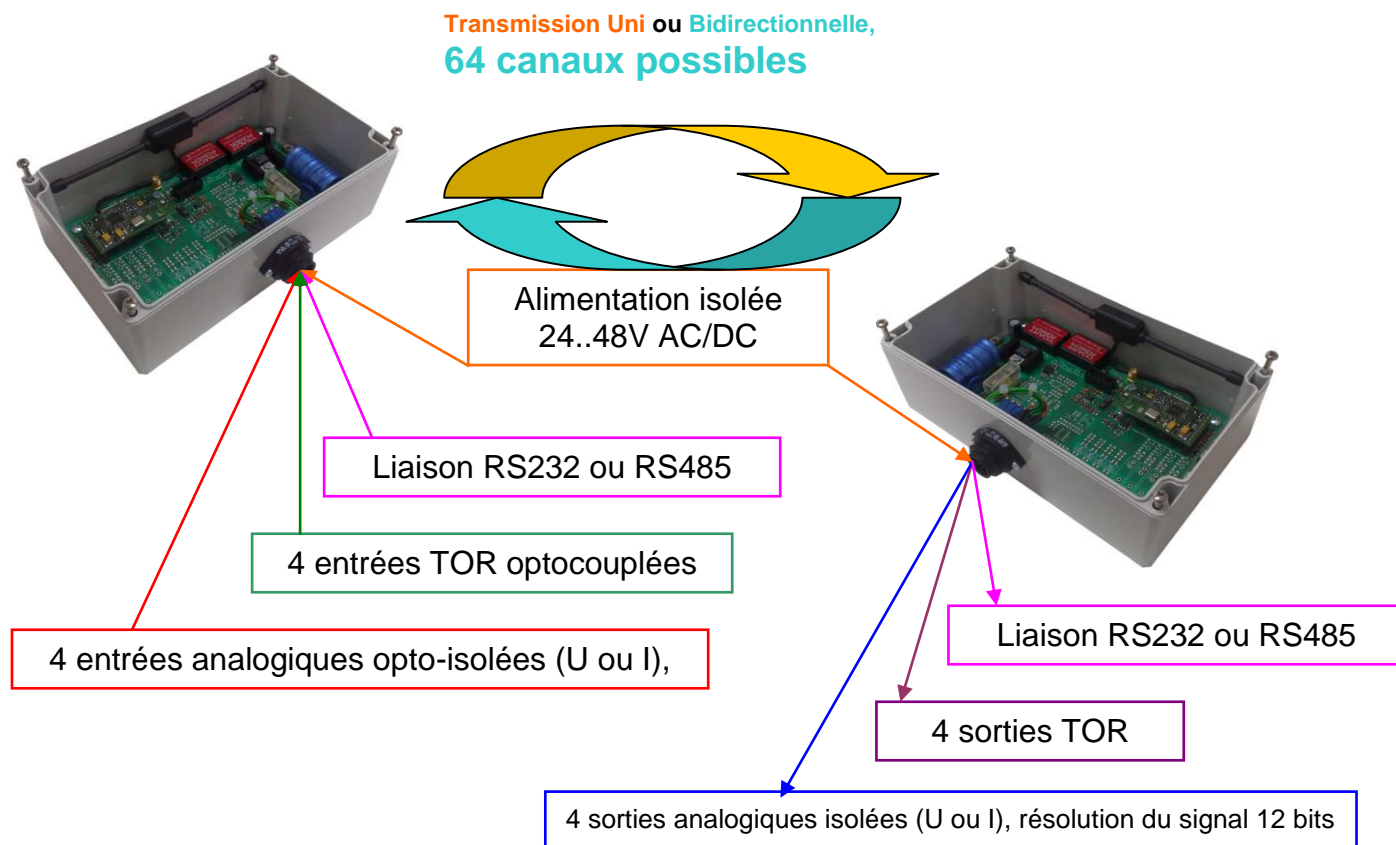 Transmission Uni ou Bidirectionnelle,
64 canaux possibles
Alimentation isolée
24..48V AC/DC
Liaison RS232 ou RS485
4 entrées TOR optocouplées
Liaison RS232 ou RS485
4 entrées analogiques opto-isolées (U ou I),
4 sorties TOR
4 sorties analogiques isolées (U ou I), résolution du signal 12 bits